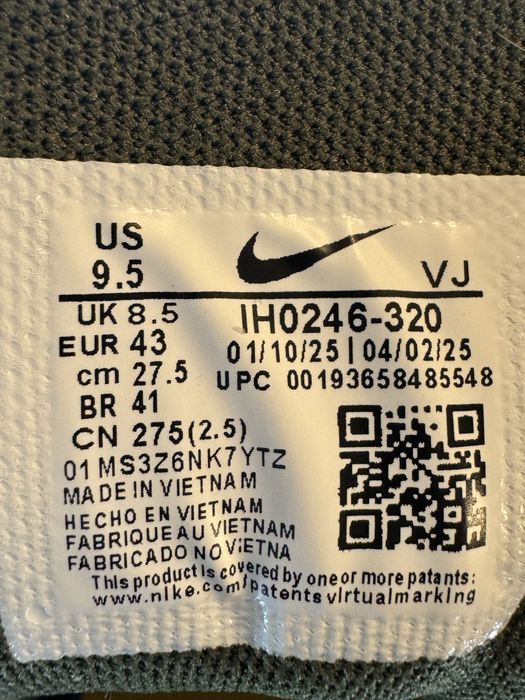 US
9.5
VJ
UK 8.5
IH0246-320
EUR 43
01/10/25 | 04/02/25
cm 27.5
UPC 00193658485548
BR 41
CN 275(2.5)
01MS3Z6NK7YTZ
MADE IN VIETNAM
HECHO EN VIETNAM
FABRIQUE AU VIETNAM
FABRICADO NO VIETNA
This product is covered by one or more patents:
www.nike.com/patents virtualmarking